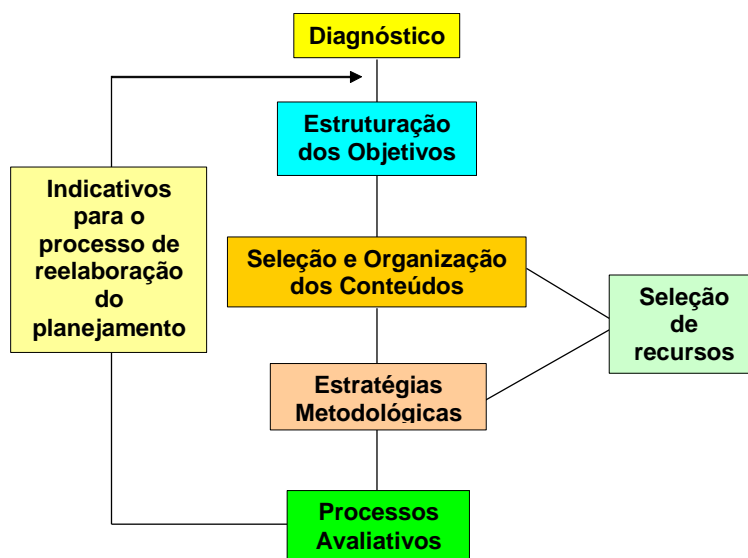 Diagnóstico
Estruturação
dos Objetivos
Indicativos
para o
processo de
reelaboração
do
planejamento
Seleção e Organização
dos Conteúdos
Seleção
de
recursos
Estratégias
Metodológicas
Processos
Avaliativos